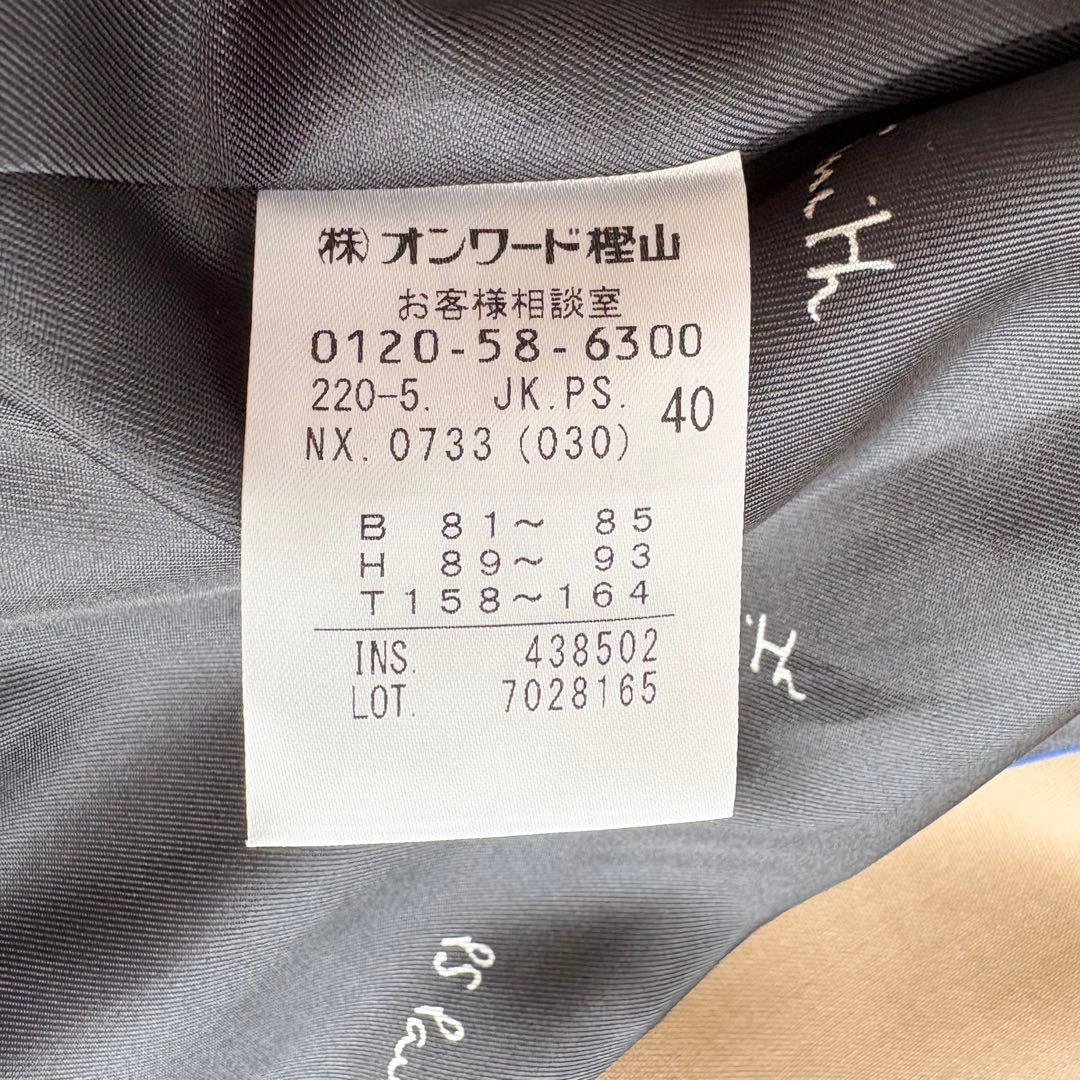 ㈱オンワード樫山
お客様相談室
0120-58-6300
220-5. JK.PS. 40
NX. 0733 (030)
B 81～ 85
H 89～ 93
T158～164
INS. 438502
LOT. 7028165
PS